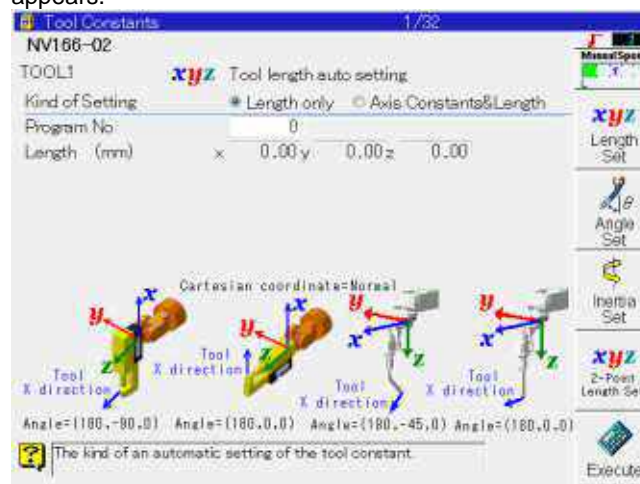 appears.
Tool Constants 1/32
NV166-02
TOOL1 xyz Tool length auto setting
Manual Speed
Kind of Setting Length only Axis Constants&Length
Program No 0
Length (mm) x 0.00 y 0.00 z 0.00
xyz
Length
Set
θ
Angle
Set
Inertia
Set
xyz
2-Point
Length Set
Execute
Cartesian coordinate=Normal
x y z
x y z
x y z
x y z
Tool
X direction
Tool
X direction
Tool
X direction
Tool
X direction
Angle=(180,-90,0) Angle=(180,0,0) Angle=(180,-45,0) Angle=(180,0,0)
The kind of an automatic setting of the tool constant.